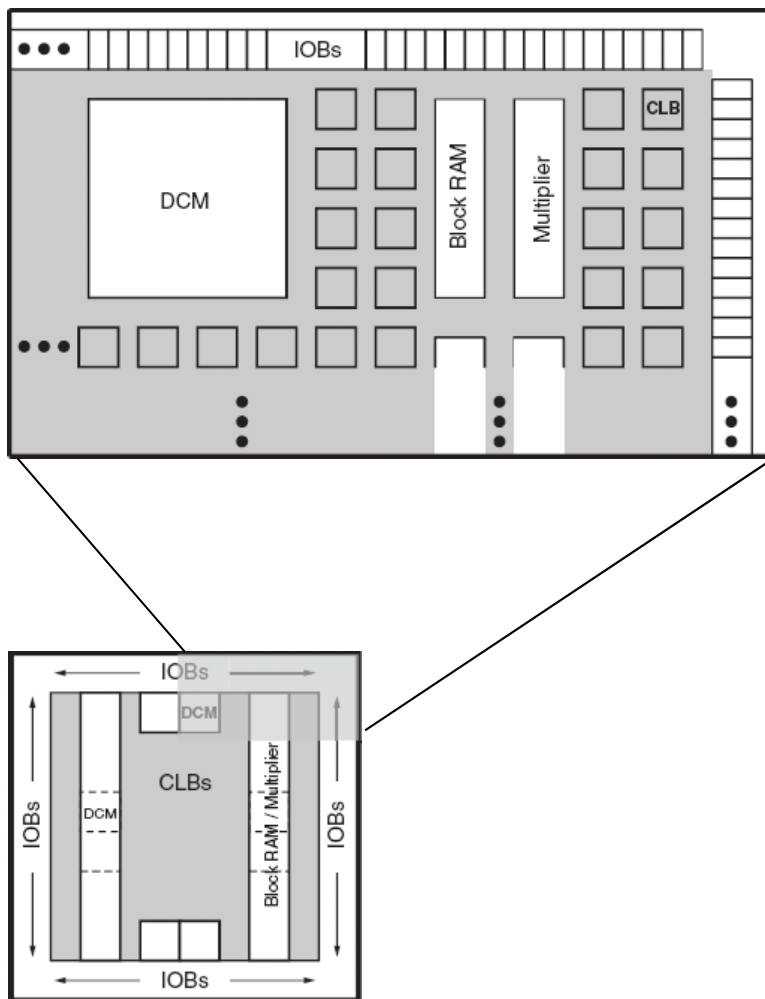 IOBs
CLB
DCM
Block RAM
Multiplier
IOBs
DCM
CLBs
DCM
Block RAM / Multiplier
IOBs
IOBs
IOBs